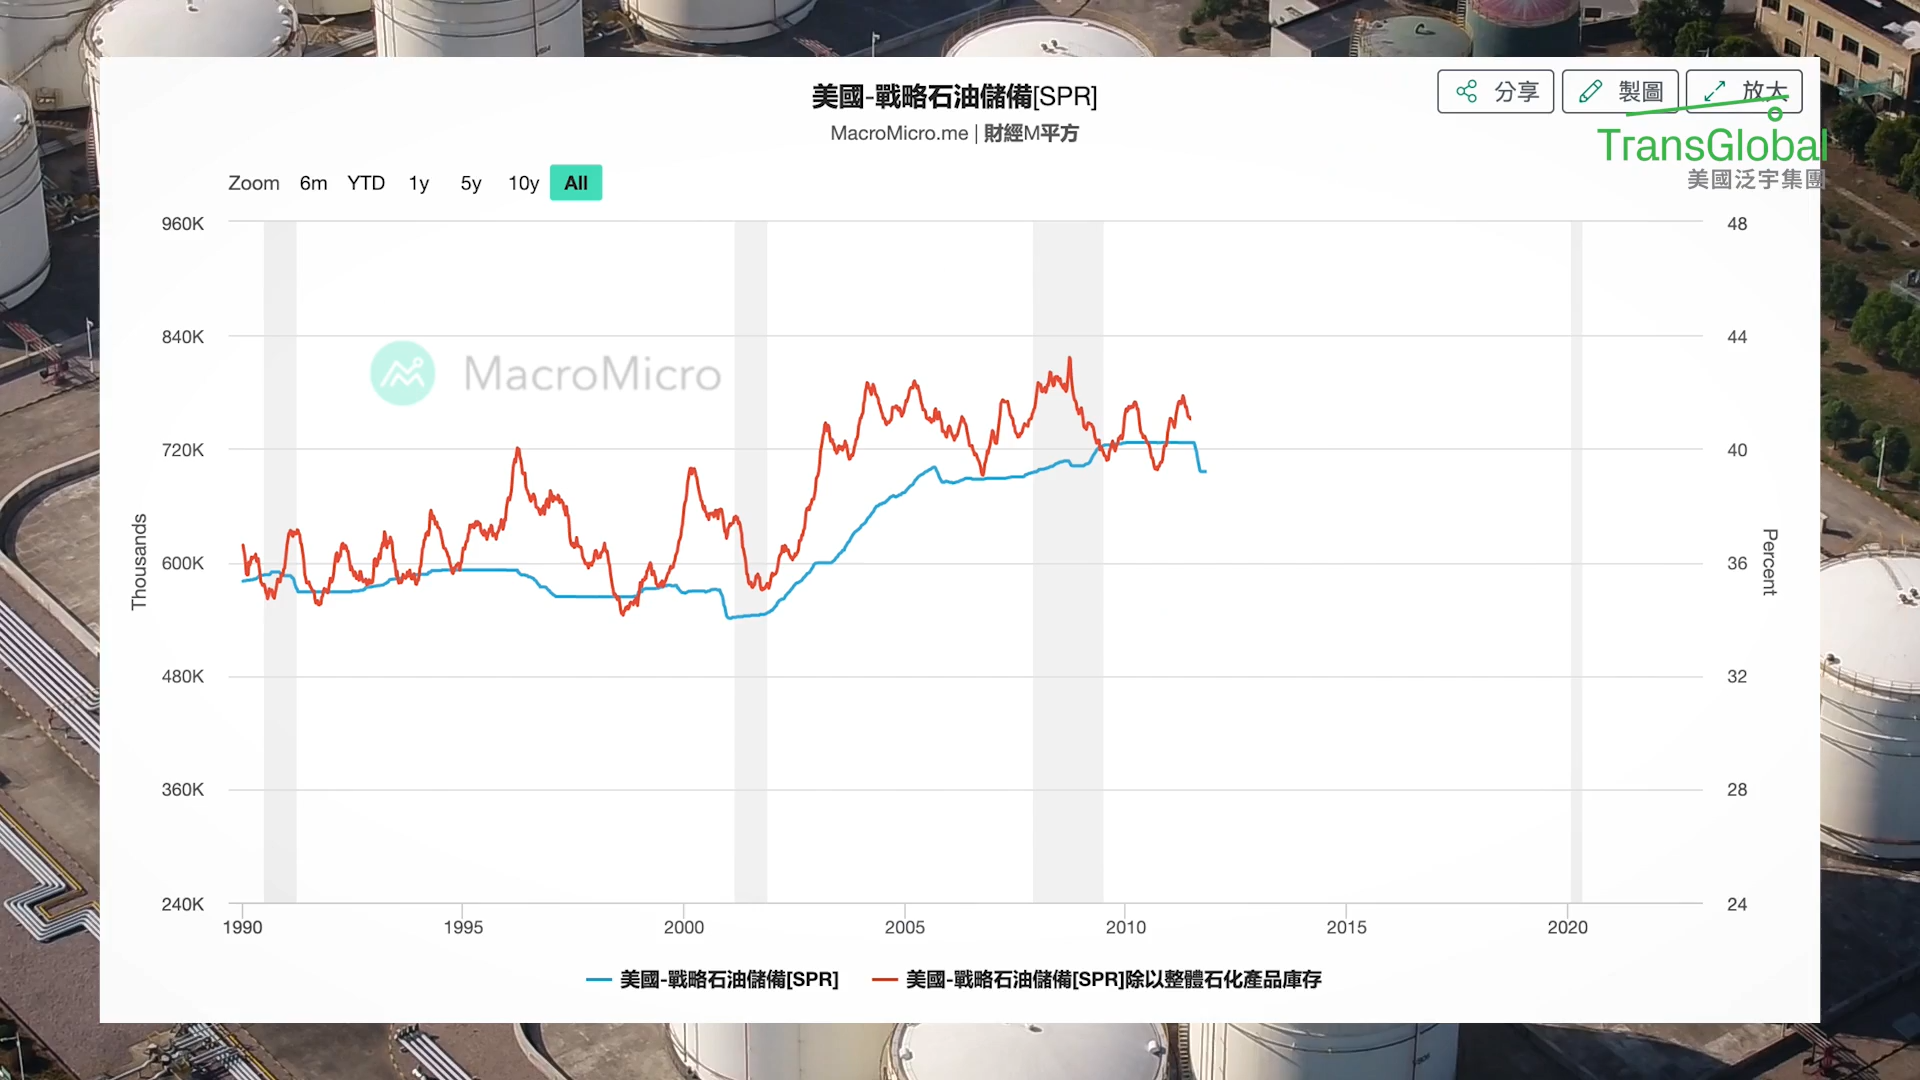 美國-戰略石油儲備[SPR]
MacroMicro.me | 財經M平方
分享
製圖
放大
TransGlobal
美國泛宇集團
Zoom 6m YTD 1y 5y 10y All
960K
840K
720K
600K
480K
360K
240K
Thousands
MacroMicro
48
44
40
36
32
28
24
Percent
1990 1995 2000 2005 2010 2015 2020
美國-戰略石油儲備[SPR]
美國-戰略石油儲備[SPR]除以整體石化產品庫存